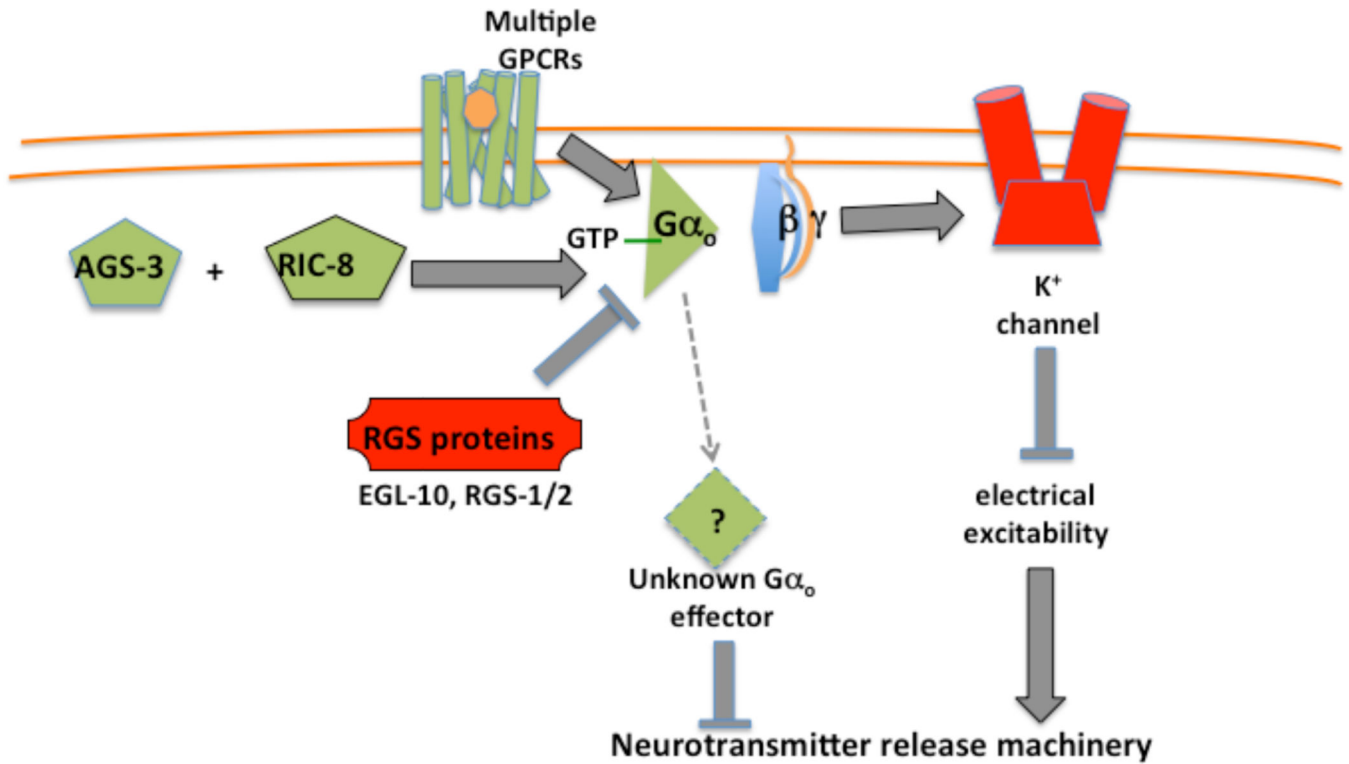 Multiple
GPCRs
AGS-3 + RIC-8
GTP
Gαo
β γ
K+
channel
RGS proteins
EGL-10, RGS-1/2
?
Unknown Gαo
effector
electrical
excitability
Neurotransmitter release machinery